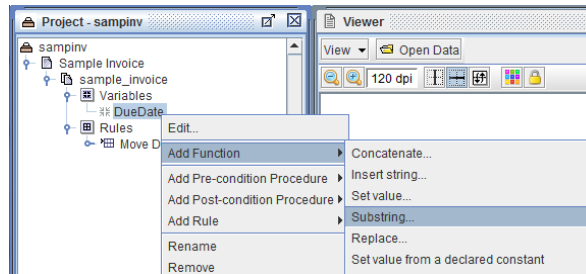 Project - sampinv
sampinv
Sample Invoice
sample_invoice
Variables
DueDate
Rules
Move D
Edit...
Add Function
Add Pre-condition Procedure
Add Post-condition Procedure
Add Rule
Rename
Remove
Concatenate...
Insert string...
Set value...
Substring...
Replace...
Set value from a declared constant
Viewer
View
Open Data
120 dpi